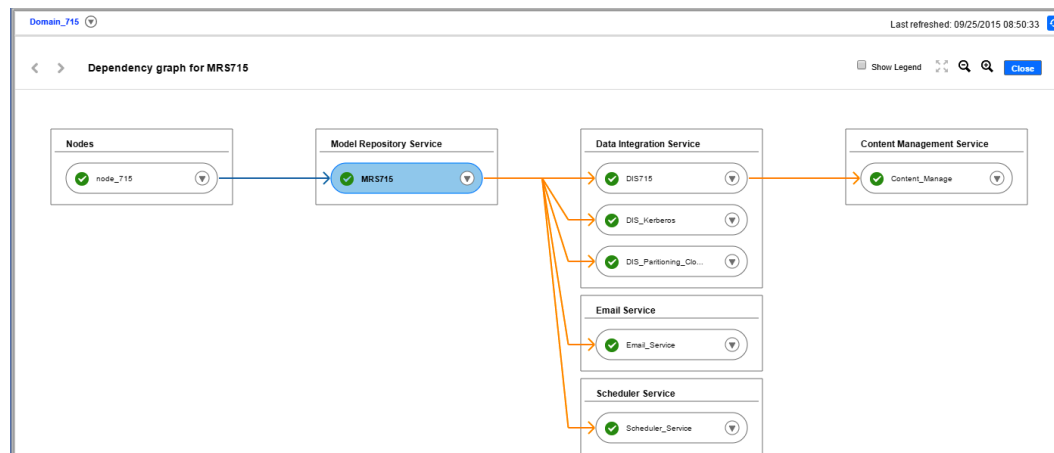 Domain_715
Last refreshed: 09/25/2015 08:50:33
Dependency graph for MRS715
Show Legend
Close
Nodes
node_715
Model Repository Service
MRS715
Data Integration Service
DIS715
DIS_Kerberos
DIS_Paritioning_Clo...
Content Management Service
Content_Manage
Email Service
Email_Service
Scheduler Service
Scheduler_Service